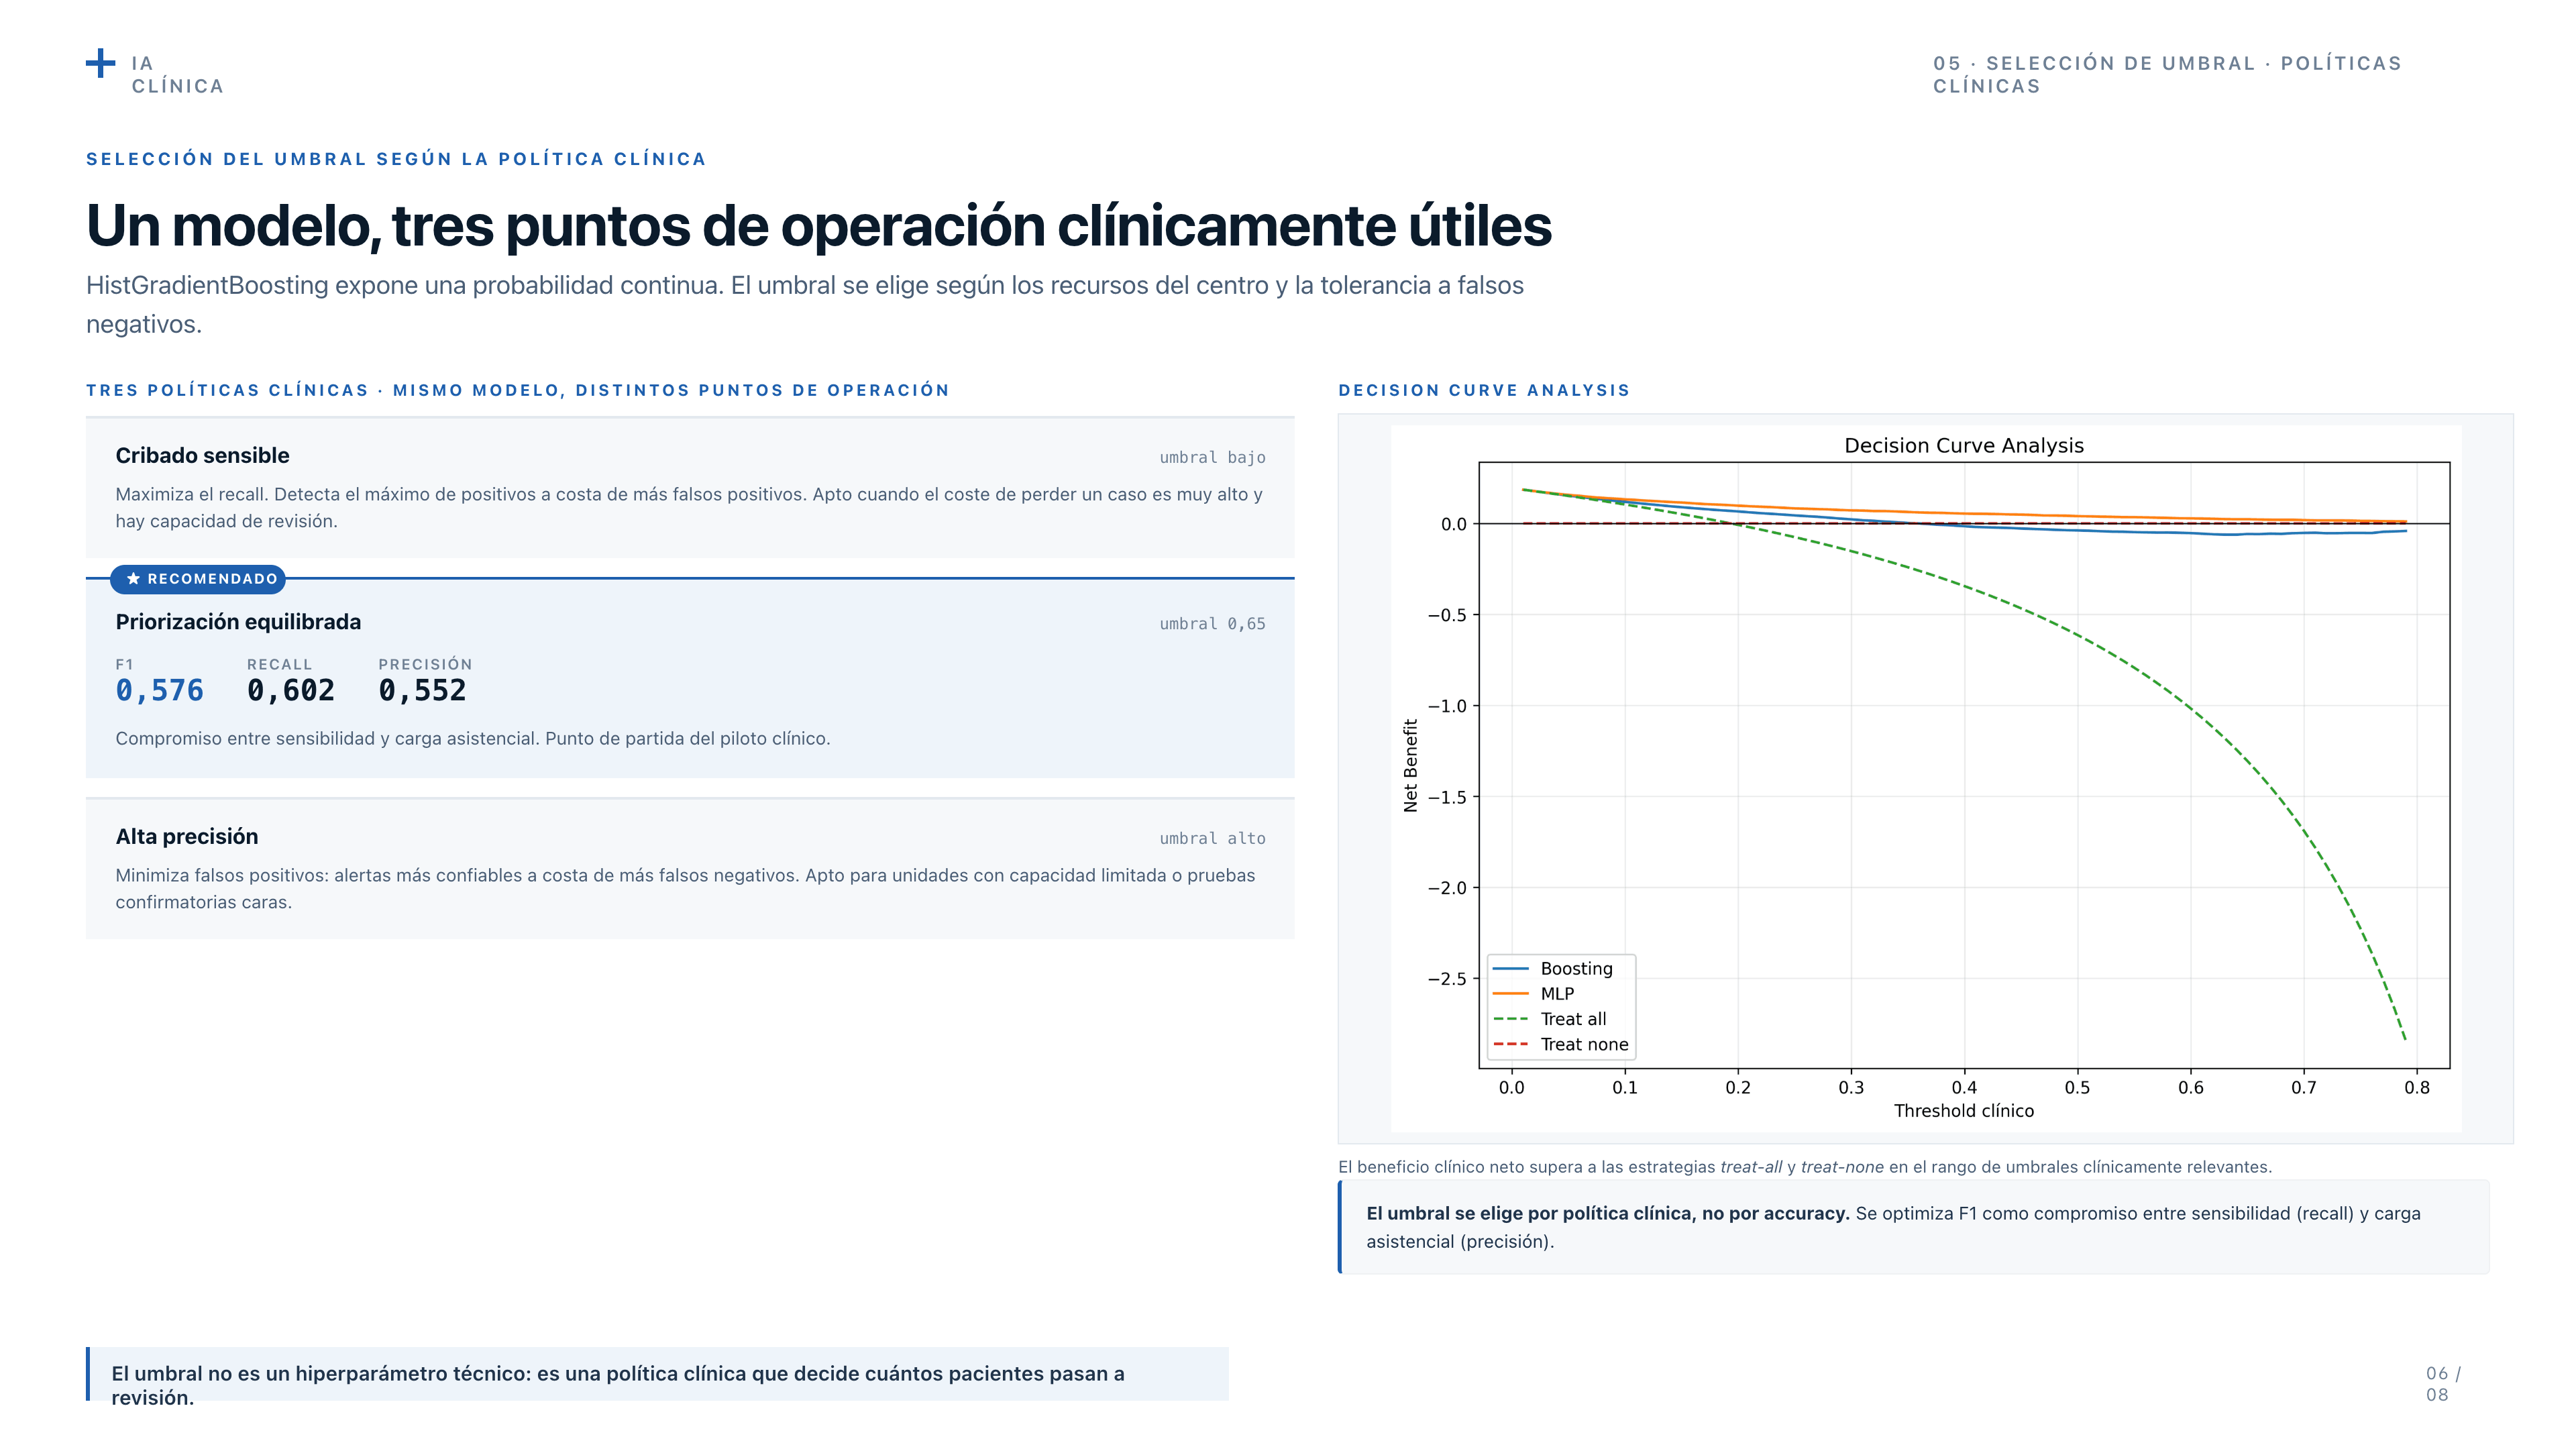 IA
CLÍNICA
05 · SELECCIÓN DE UMBRAL · POLÍTICAS
CLÍNICAS
SELECCIÓN DEL UMBRAL SEGÚN LA POLÍTICA CLÍNICA
Un modelo, tres puntos de operación clínicamente útiles
HistGradientBoosting expone una probabilidad continua. El umbral se elige según los recursos del centro y la tolerancia a falsos
negativos.
TRES POLÍTICAS CLÍNICAS · MISMO MODELO, DISTINTOS PUNTOS DE OPERACIÓN
Cribado sensible
umbral bajo
Maximiza el recall. Detecta el máximo de positivos a costa de más falsos positivos. Apto cuando el coste de perder un caso es muy alto y
hay capacidad de revisión.
★ RECOMENDADO
Priorización equilibrada
umbral 0,65
F1 RECALL PRECISIÓN
0,576 0,602 0,552
Compromiso entre sensibilidad y carga asistencial. Punto de partida del piloto clínico.
Alta precisión
umbral alto
Minimiza falsos positivos: alertas más confiables a costa de más falsos negativos. Apto para unidades con capacidad limitada o pruebas
confirmatorias caras.
DECISION CURVE ANALYSIS
Decision Curve Analysis
Net Benefit
0.0
−0.5
−1.0
−1.5
−2.0
−2.5
Boosting
MLP
Treat all
Treat none
0.0 0.1 0.2 0.3 0.4 0.5 0.6 0.7 0.8
Threshold clínico
El beneficio clínico neto supera a las estrategias treat-all y treat-none en el rango de umbrales clínicamente relevantes.
El umbral se elige por política clínica, no por accuracy. Se optimiza F1 como compromiso entre sensibilidad (recall) y carga
asistencial (precisión).
El umbral no es un hiperparámetro técnico: es una política clínica que decide cuántos pacientes pasan a
revisión.
06 /
08